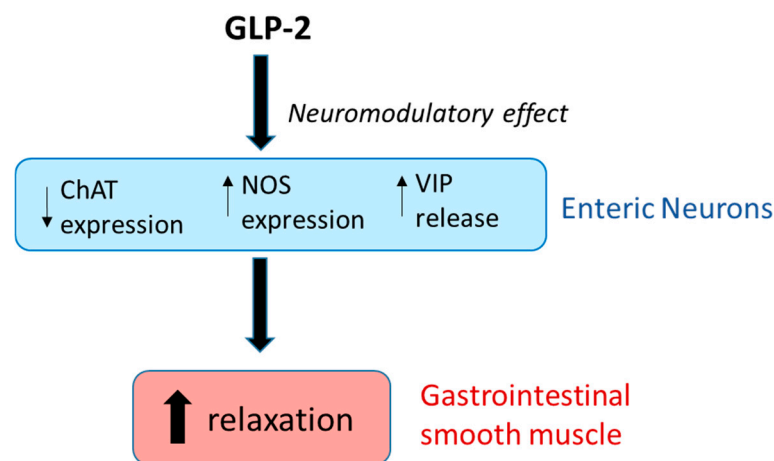 GLP-2
Neuromodulatory effect
ChAT
expression
NOS
expression
VIP
release
Enteric Neurons
relaxation
Gastrointestinal
smooth muscle